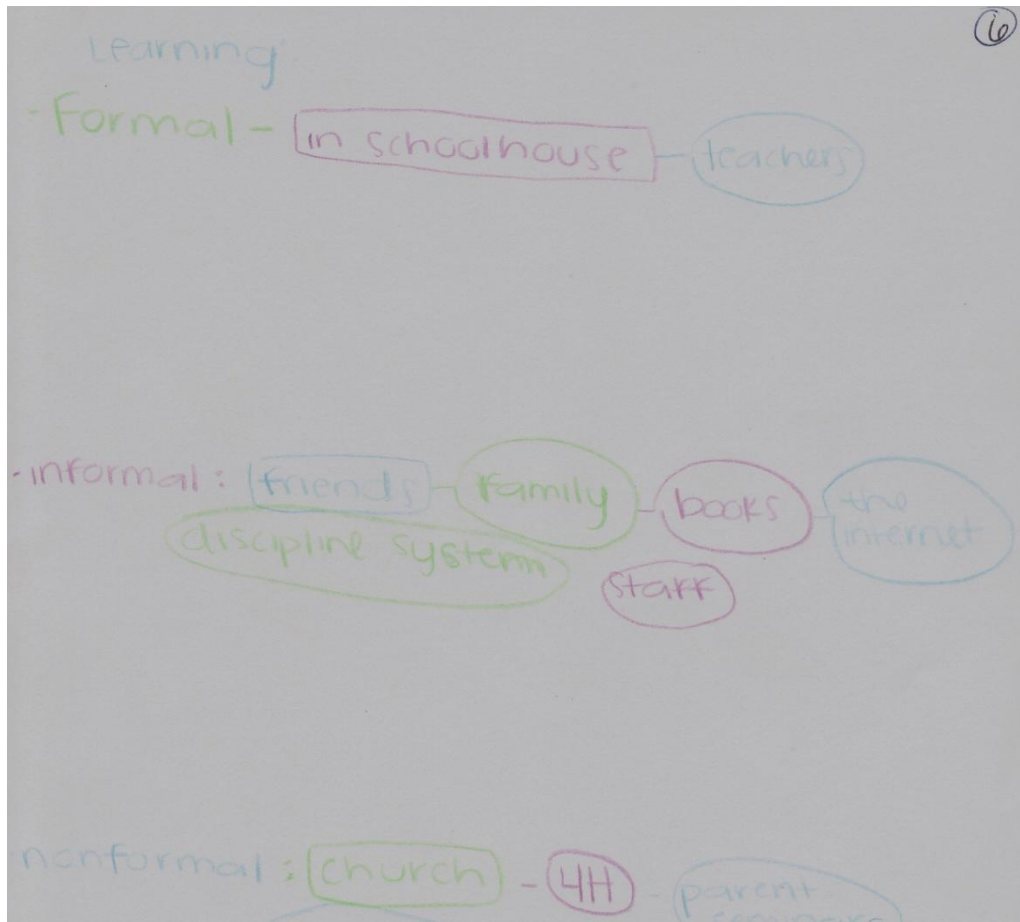 6
Learning
- Formal - in schoolhouse - teachers
- informal: friends - family - books - the internet
discipline system staff
nonformal: church - 4H - parent